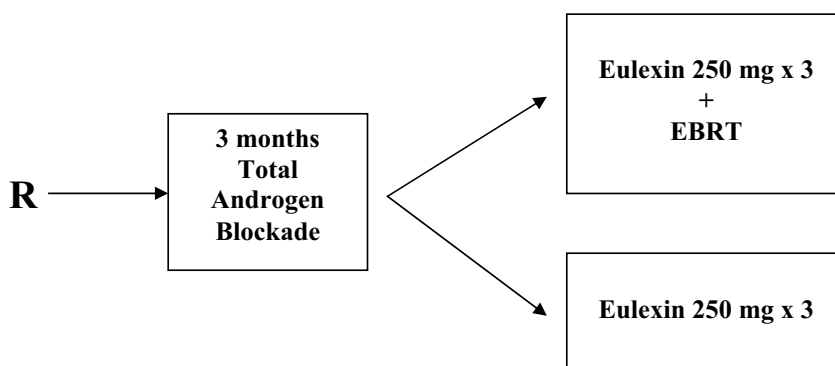 R
3 months
Total
Androgen
Blockade
Eulexin 250 mg x 3
+
EBRT
Eulexin 250 mg x 3